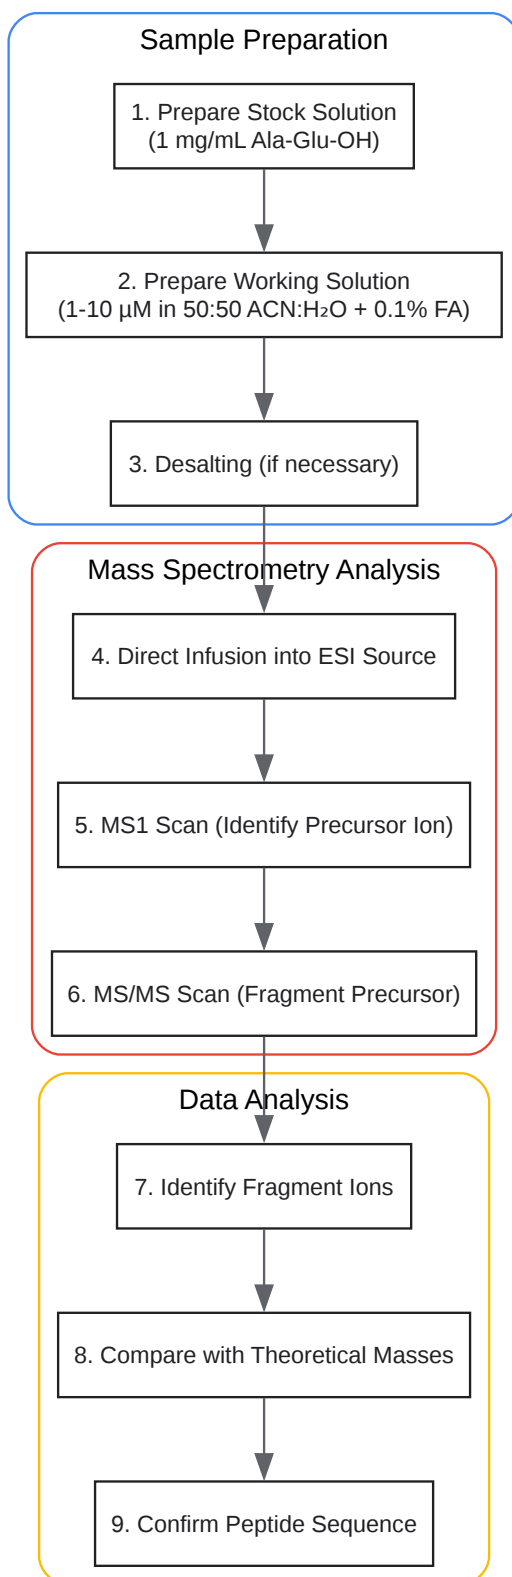 Sample Preparation
1. Prepare Stock Solution
(1 mg/mL Ala-Glu-OH)
2. Prepare Working Solution
(1-10 µM in 50:50 ACN:H₂O + 0.1% FA)
3. Desalting (if necessary)
Mass Spectrometry Analysis
4. Direct Infusion into ESI Source
5. MS1 Scan (Identify Precursor Ion)
6. MS/MS Scan (Fragment Precursor)
Data Analysis
7. Identify Fragment Ions
8. Compare with Theoretical Masses
9. Confirm Peptide Sequence